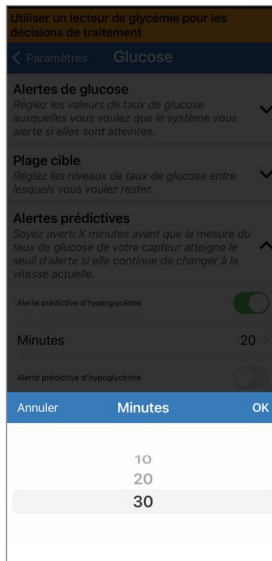 Utiliser un lecteur de glycémie pour les
décisions de traitement
Paramètres Glucose
Alertes de glucose
Réglez les valeurs de taux de glucose
auxquelles vous voulez que le système vous
alerte si elles sont atteintes.
Plage cible
Réglez les niveaux de taux de glucose entre
lesquels vous voulez rester.
Alertes prédictives
Soyez averti X minutes avant que la mesure du
taux de glucose de votre capteur atteigne le
seuil d'alerte si elle continue de changer à la
vitesse actuelle.
Alerte prédictive d'hyperglycémie
Minutes 20
Alerte prédictive d'hypoglycémie
Annuler Minutes OK
10
20
30